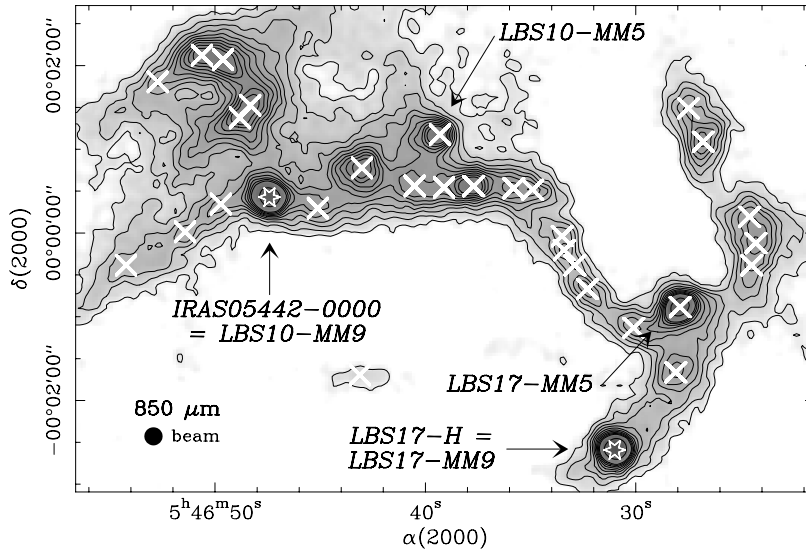 LBS10-MM5
00°02'00"
00°00'00"
-00°02'00"
δ(2000)
IRAS05442-0000
= LBS10-MM9
LBS17-MM5
850 μm
beam
LBS17-H =
LBS17-MM9
5ʰ46ᵐ50ˢ
40ˢ
30ˢ
α(2000)